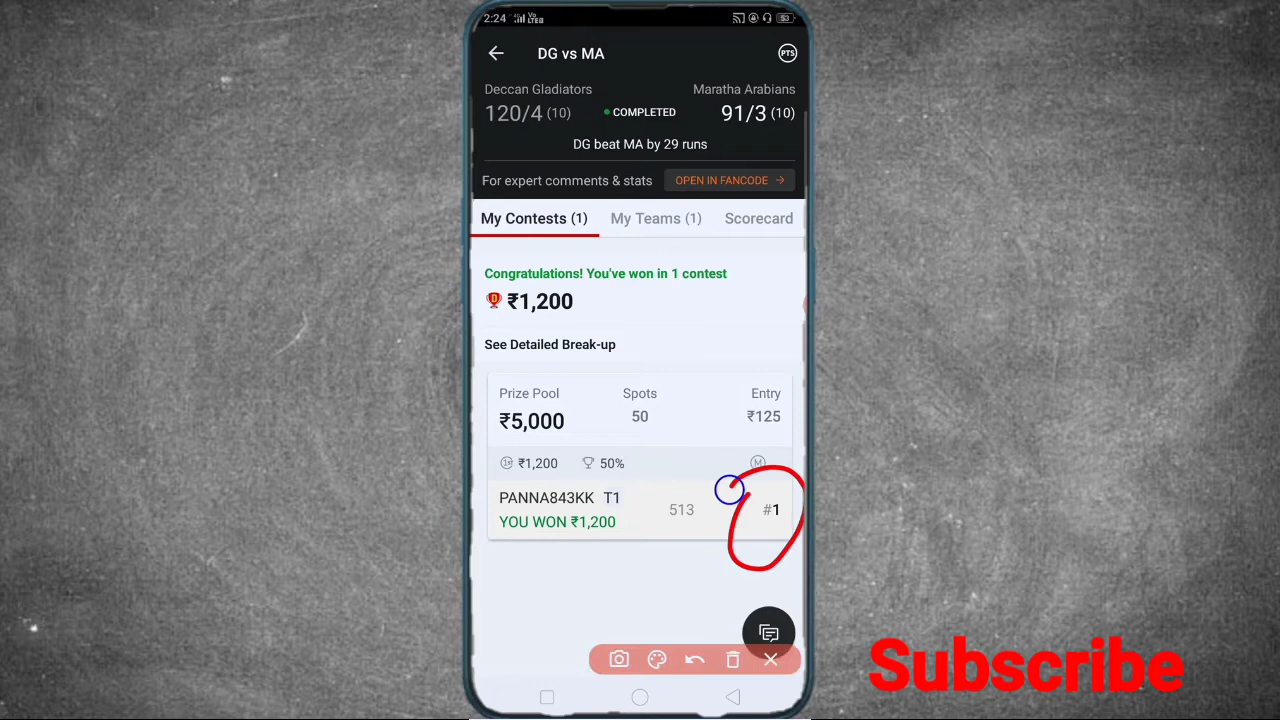 2:24 Vo LTE 53
DG vs MA PTS
Deccan Gladiators Maratha Arabians
120/4 (10) COMPLETED 91/3 (10)
DG beat MA by 29 runs
For expert comments & stats OPEN IN FANCODE →
My Contests (1) My Teams (1) Scorecard
Congratulations! You've won in 1 contest
D ₹1,200
See Detailed Break-up
Prize Pool Spots Entry
₹5,000 50 ₹125
₹1,200 50% M
PANNA843KK T1
513 #1
YOU WON ₹1,200
Subscribe